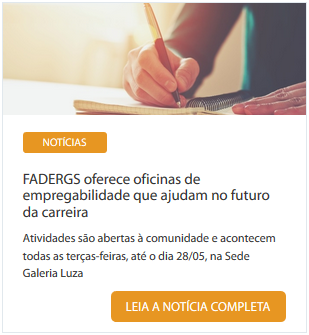 NOTÍCIAS
FADERGS oferece oficinas de
empregabilidade que ajudam no futuro
da carreira
Atividades são abertas à comunidade e acontecem
todas as terças-feiras, até o dia 28/05, na Sede
Galeria Luza
LEIA A NOTÍCIA COMPLETA